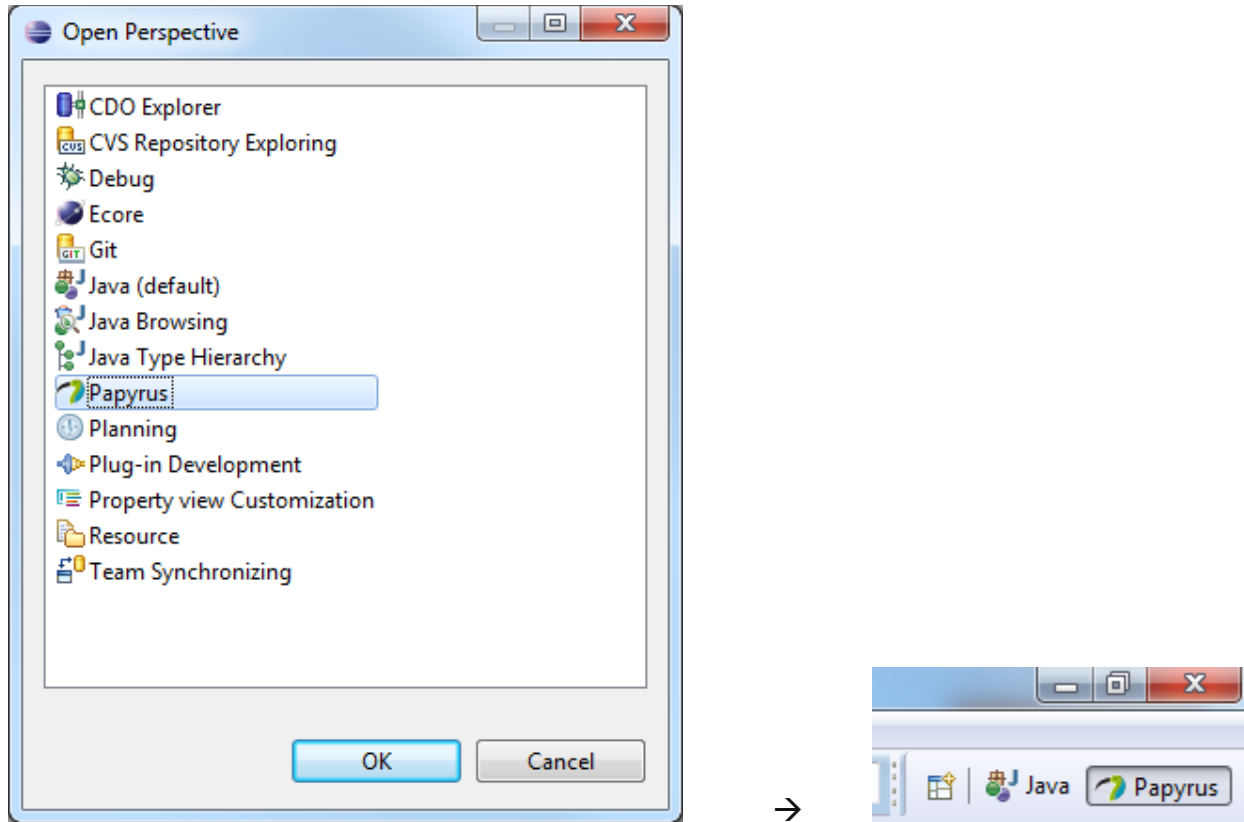 Open Perspective
CDO Explorer
CVS Repository Exploring
Debug
Ecore
GIT Git
Java (default)
Java Browsing
Java Type Hierarchy
Papyrus
Planning
Plug-in Development
Property view Customization
Resource
Team Synchronizing
OK Cancel
→
Java Papyrus